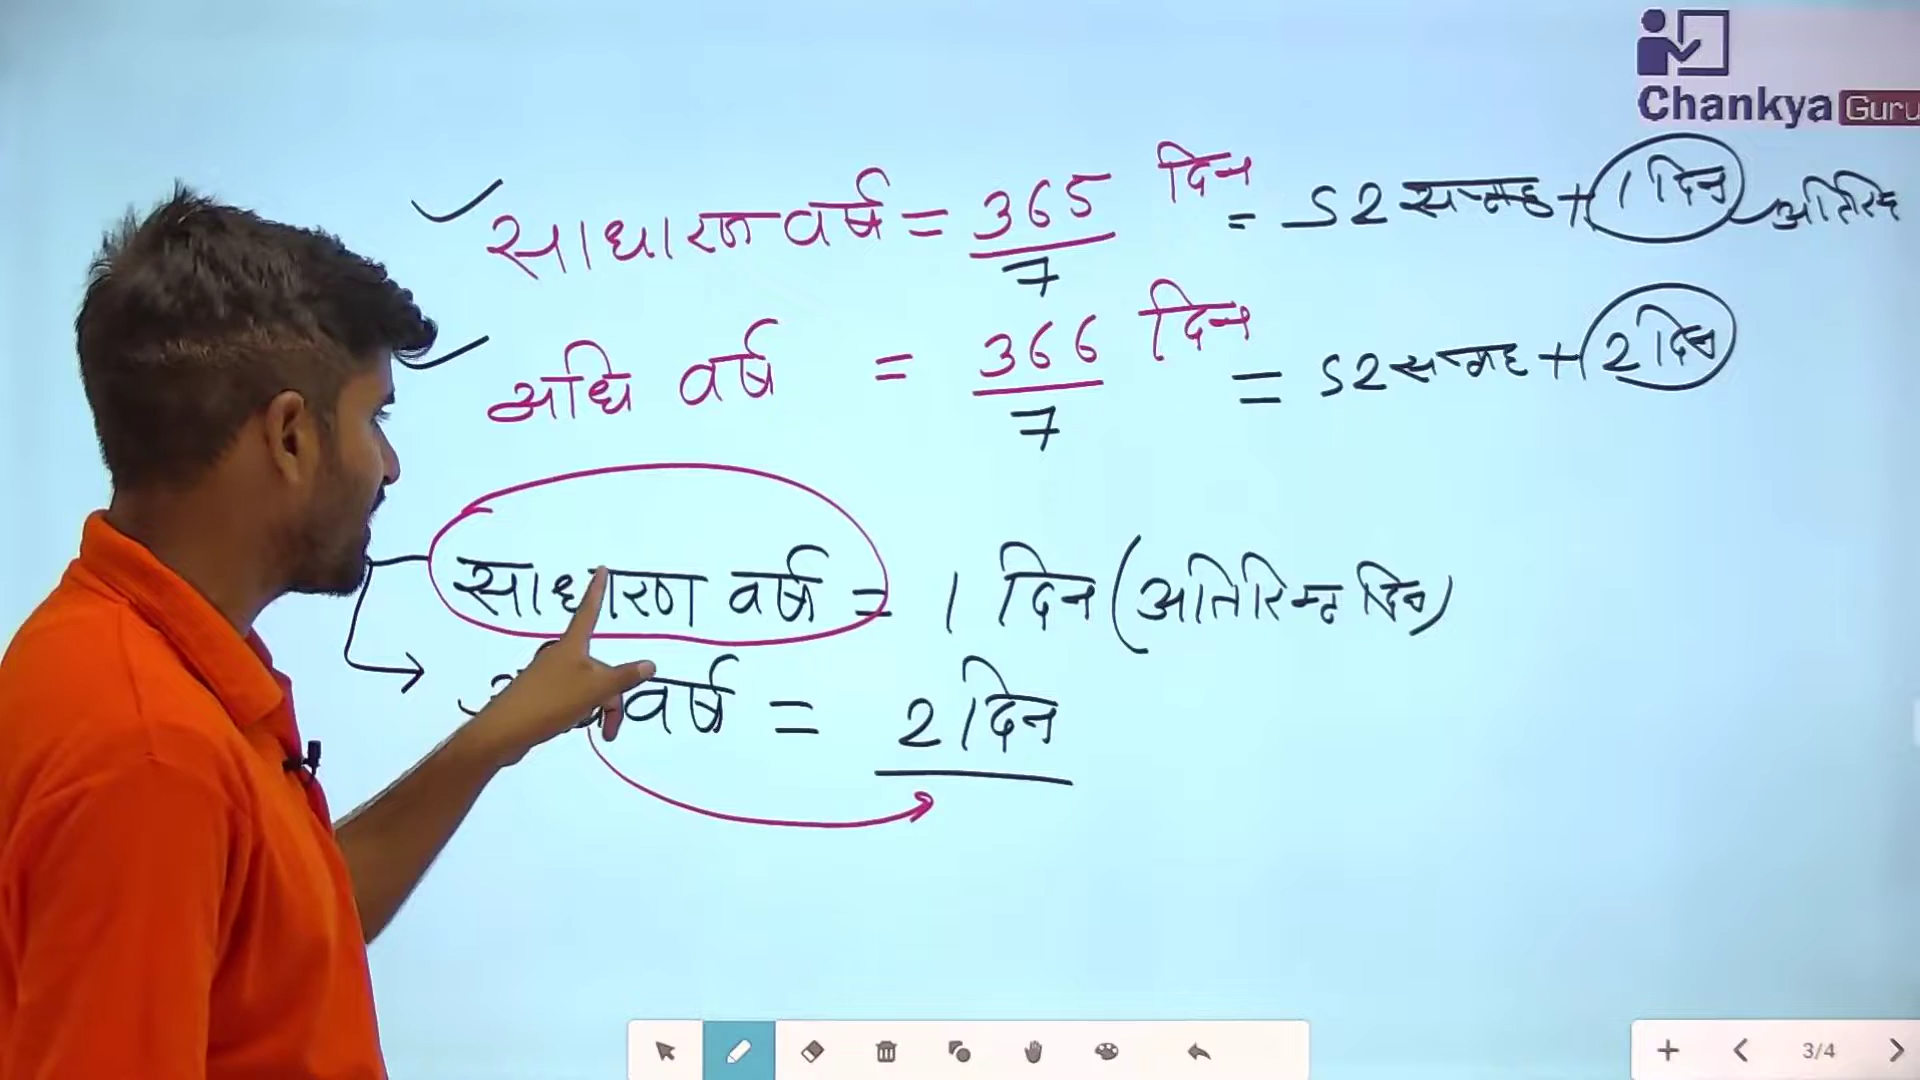 Chankya Guru
साधारण वर्ष = 365/7 दिन = 52 सप्ताह + 1 दिन अतिरिक्त
अधि वर्ष = 366/7 दिन = 52 सप्ताह + 2 दिन
साधारण वर्ष = 1 दिन (अतिरिक्त दिन)
वर्ष = 2 दिन
3/4